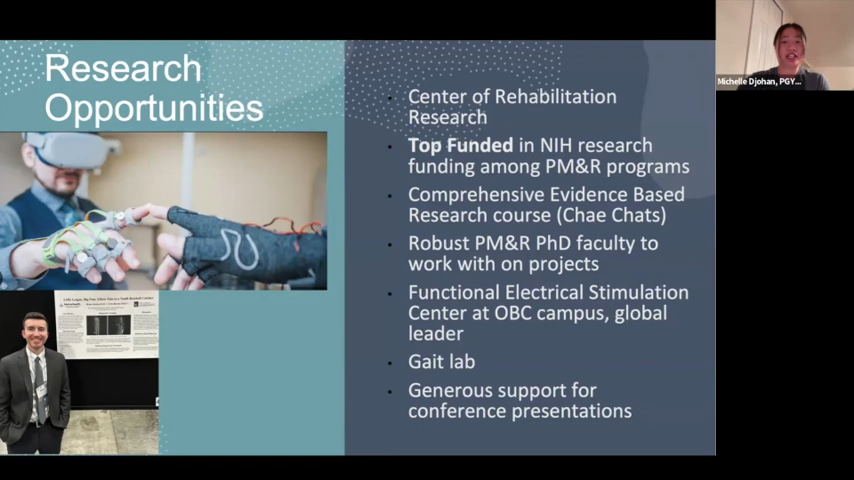 Research
Opportunities
Center of Rehabilitation
Research
Top Funded in NIH research
funding among PM&R programs
Comprehensive Evidence Based
Research course (Chae Chats)
Robust PM&R PhD faculty to
work with on projects
Functional Electrical Stimulation
Center at OBC campus, global
leader
Gait lab
Generous support for
conference presentations
Michelle Djohan, PGY...